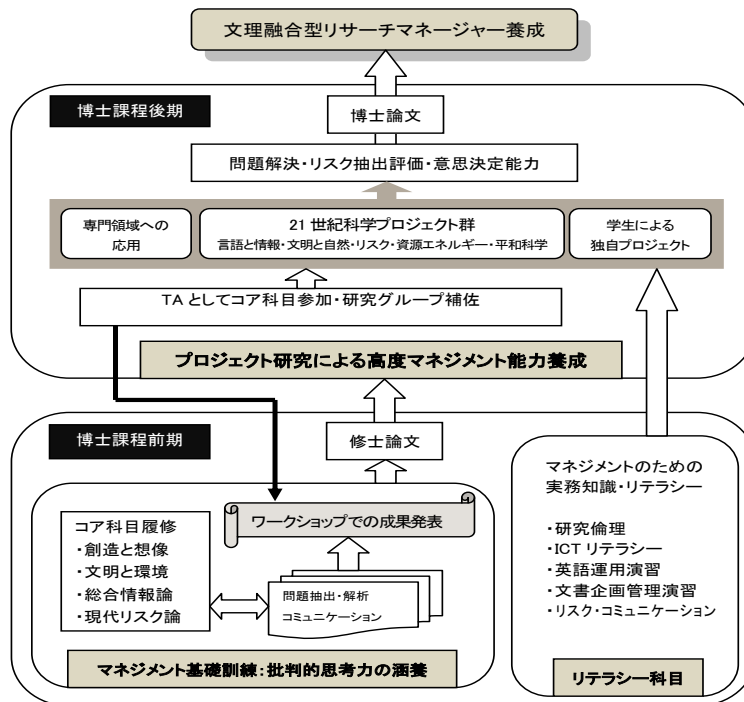 文理融合型リサーチマネージャー養成
博士課程後期
博士論文
問題解決・リスク抽出評価・意思決定能力
専門領域への
応用
21 世紀科学プロジェクト群
言語と情報・文明と自然・リスク・資源エネルギー・平和科学
学生による
独自プロジェクト
TA としてコア科目参加・研究グループ補佐
プロジェクト研究による高度マネジメント能力養成
博士課程前期
修士論文
ワークショップでの成果発表
コア科目履修
・創造と想像
・文明と環境
・総合情報論
・現代リスク論
問題抽出・解析
コミュニケーション
マネジメント基礎訓練：批判的思考力の涵養
マネジメントのための
実務知識・リテラシー
・研究倫理
・ICT リテラシー
・英語運用演習
・文書企画管理演習
・リスク・コミュニケーション
リテラシー科目